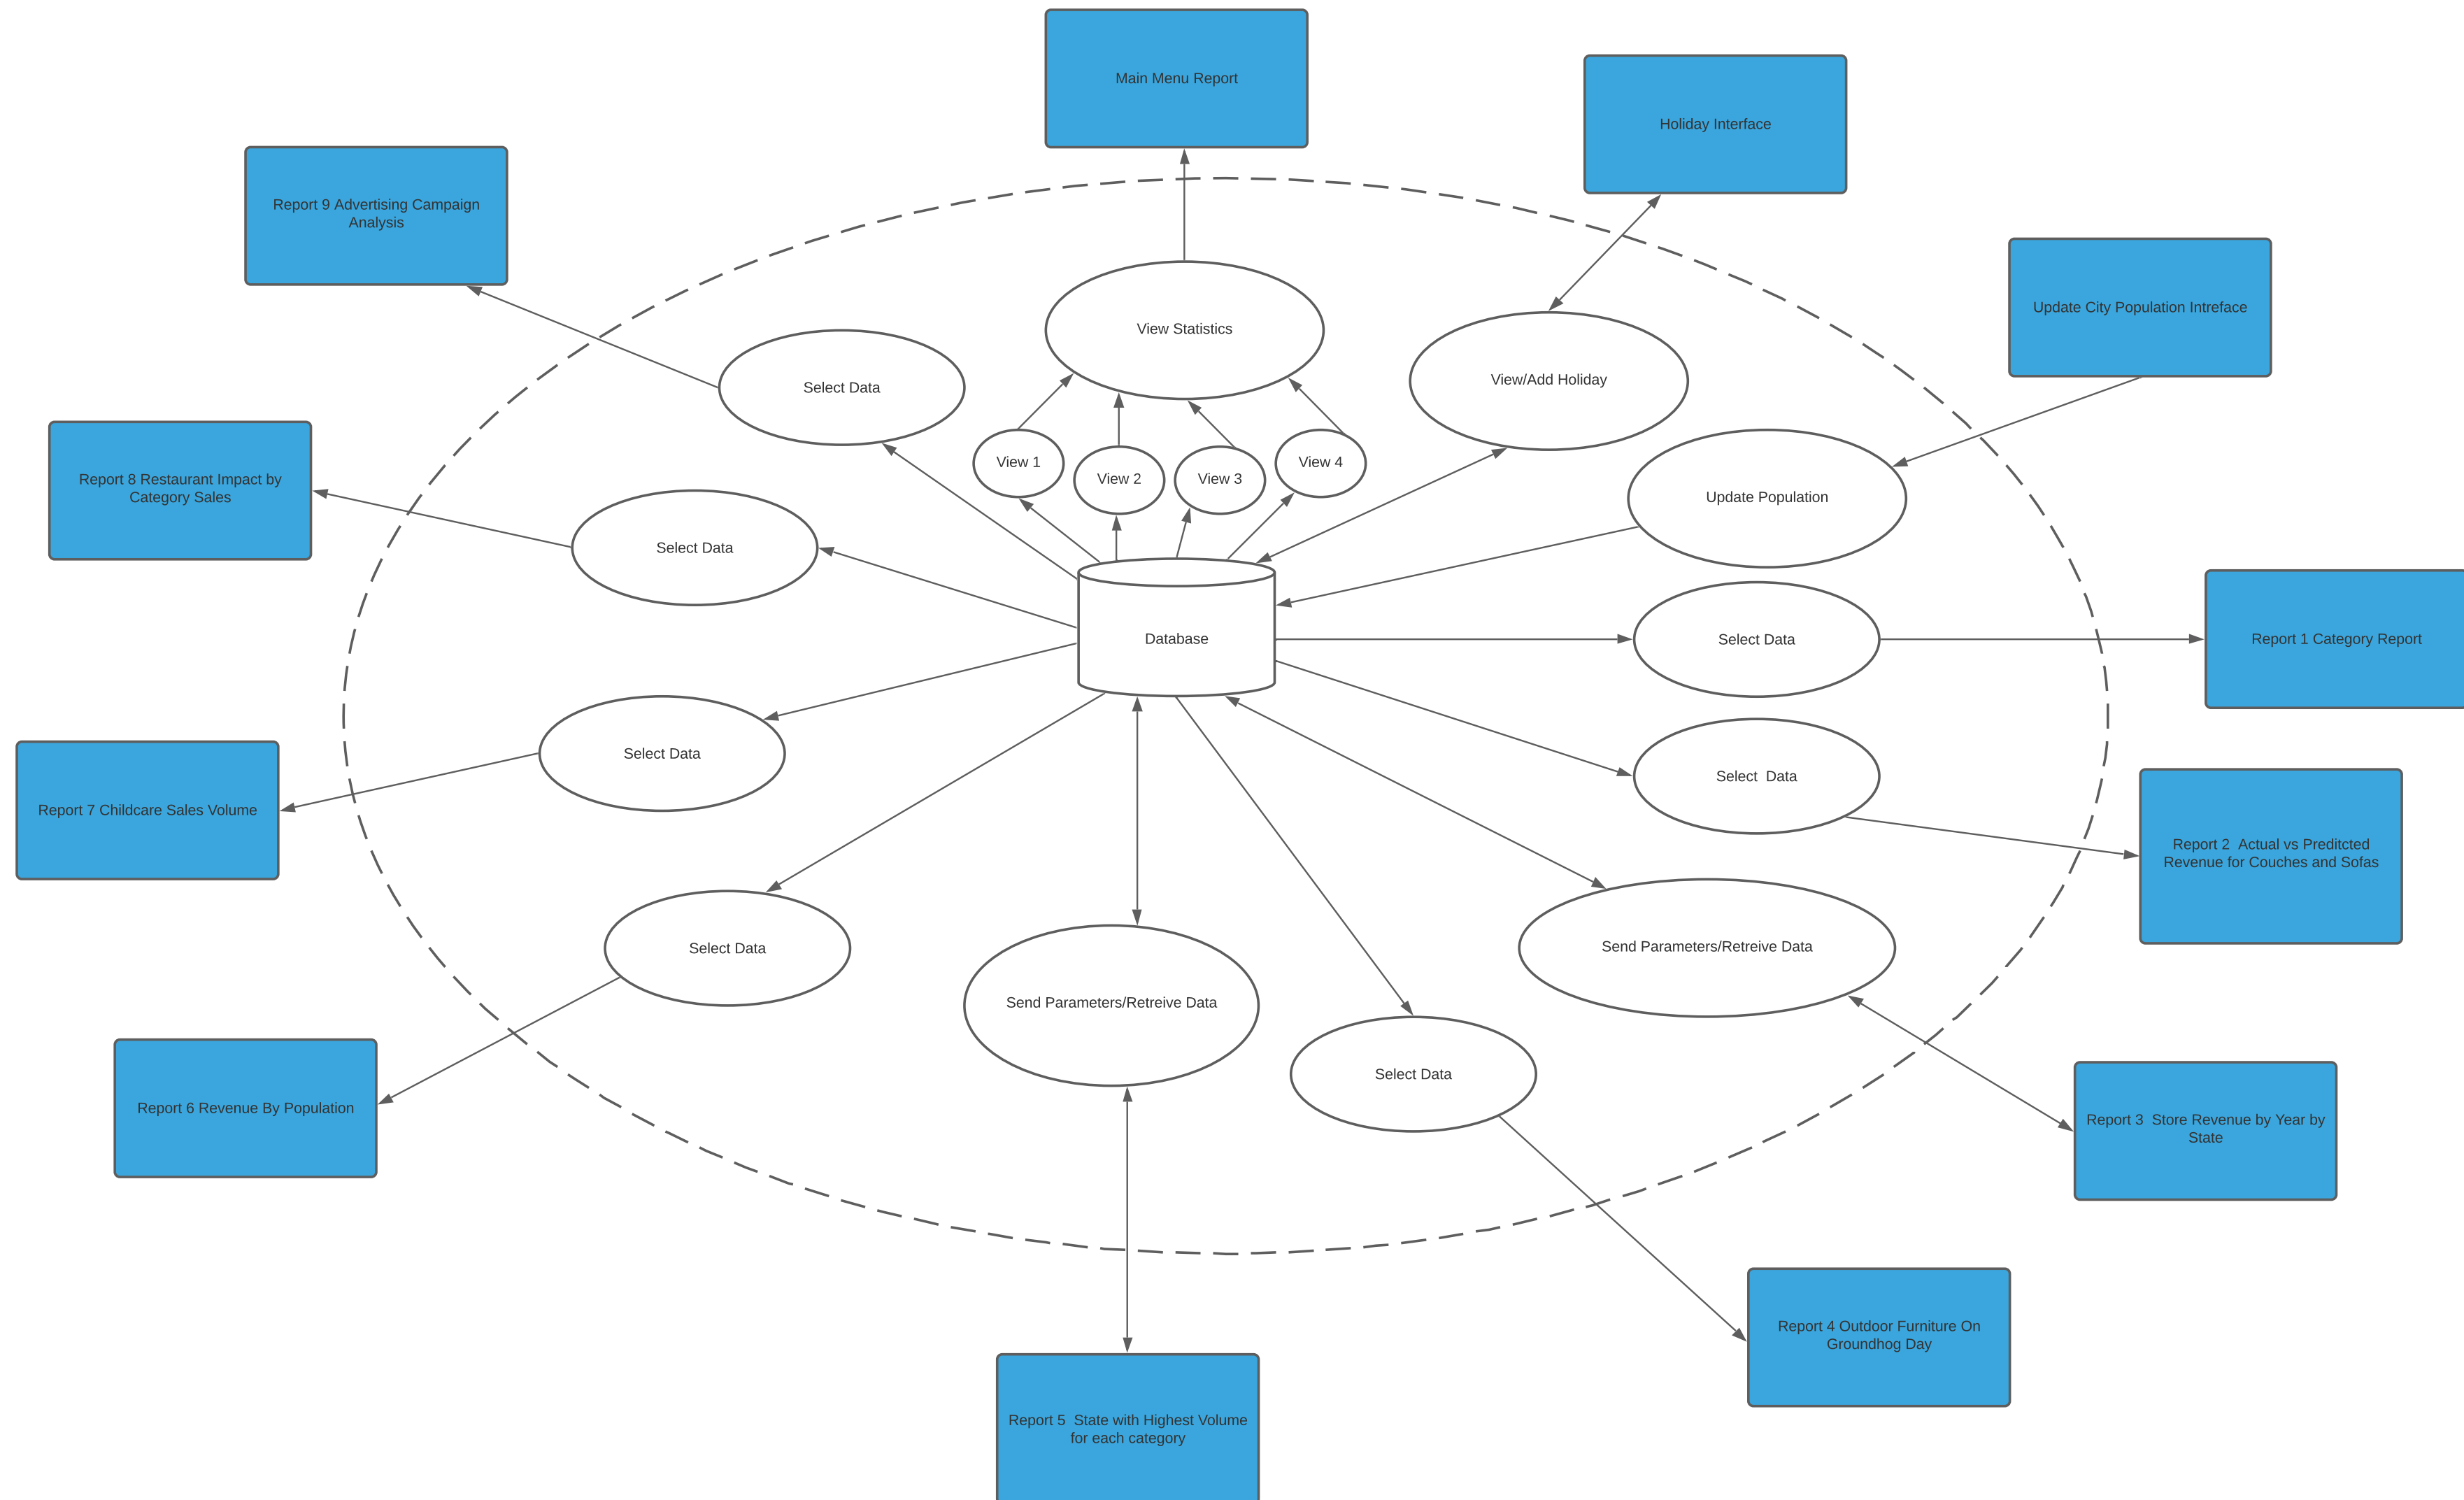 Main Menu Report
Holiday Interface
Report 9 Advertising Campaign
Analysis
Update City Population Intreface
View Statistics
View/Add Holiday
Select Data
View 1
View 2
View 3
View 4
Report 8 Restaurant Impact by
Category Sales
Update Population
Select Data
Database
Select Data
Report 1 Category Report
Select Data
Select  Data
Report 7 Childcare Sales Volume
Report 2  Actual vs Preditcted
Revenue for Couches and Sofas
Select Data
Send Parameters/Retreive Data
Send Parameters/Retreive Data
Select Data
Report 6 Revenue By Population
Report 3  Store Revenue by Year by
State
Report 4 Outdoor Furniture On
Groundhog Day
Report 5  State with Highest Volume
for each category